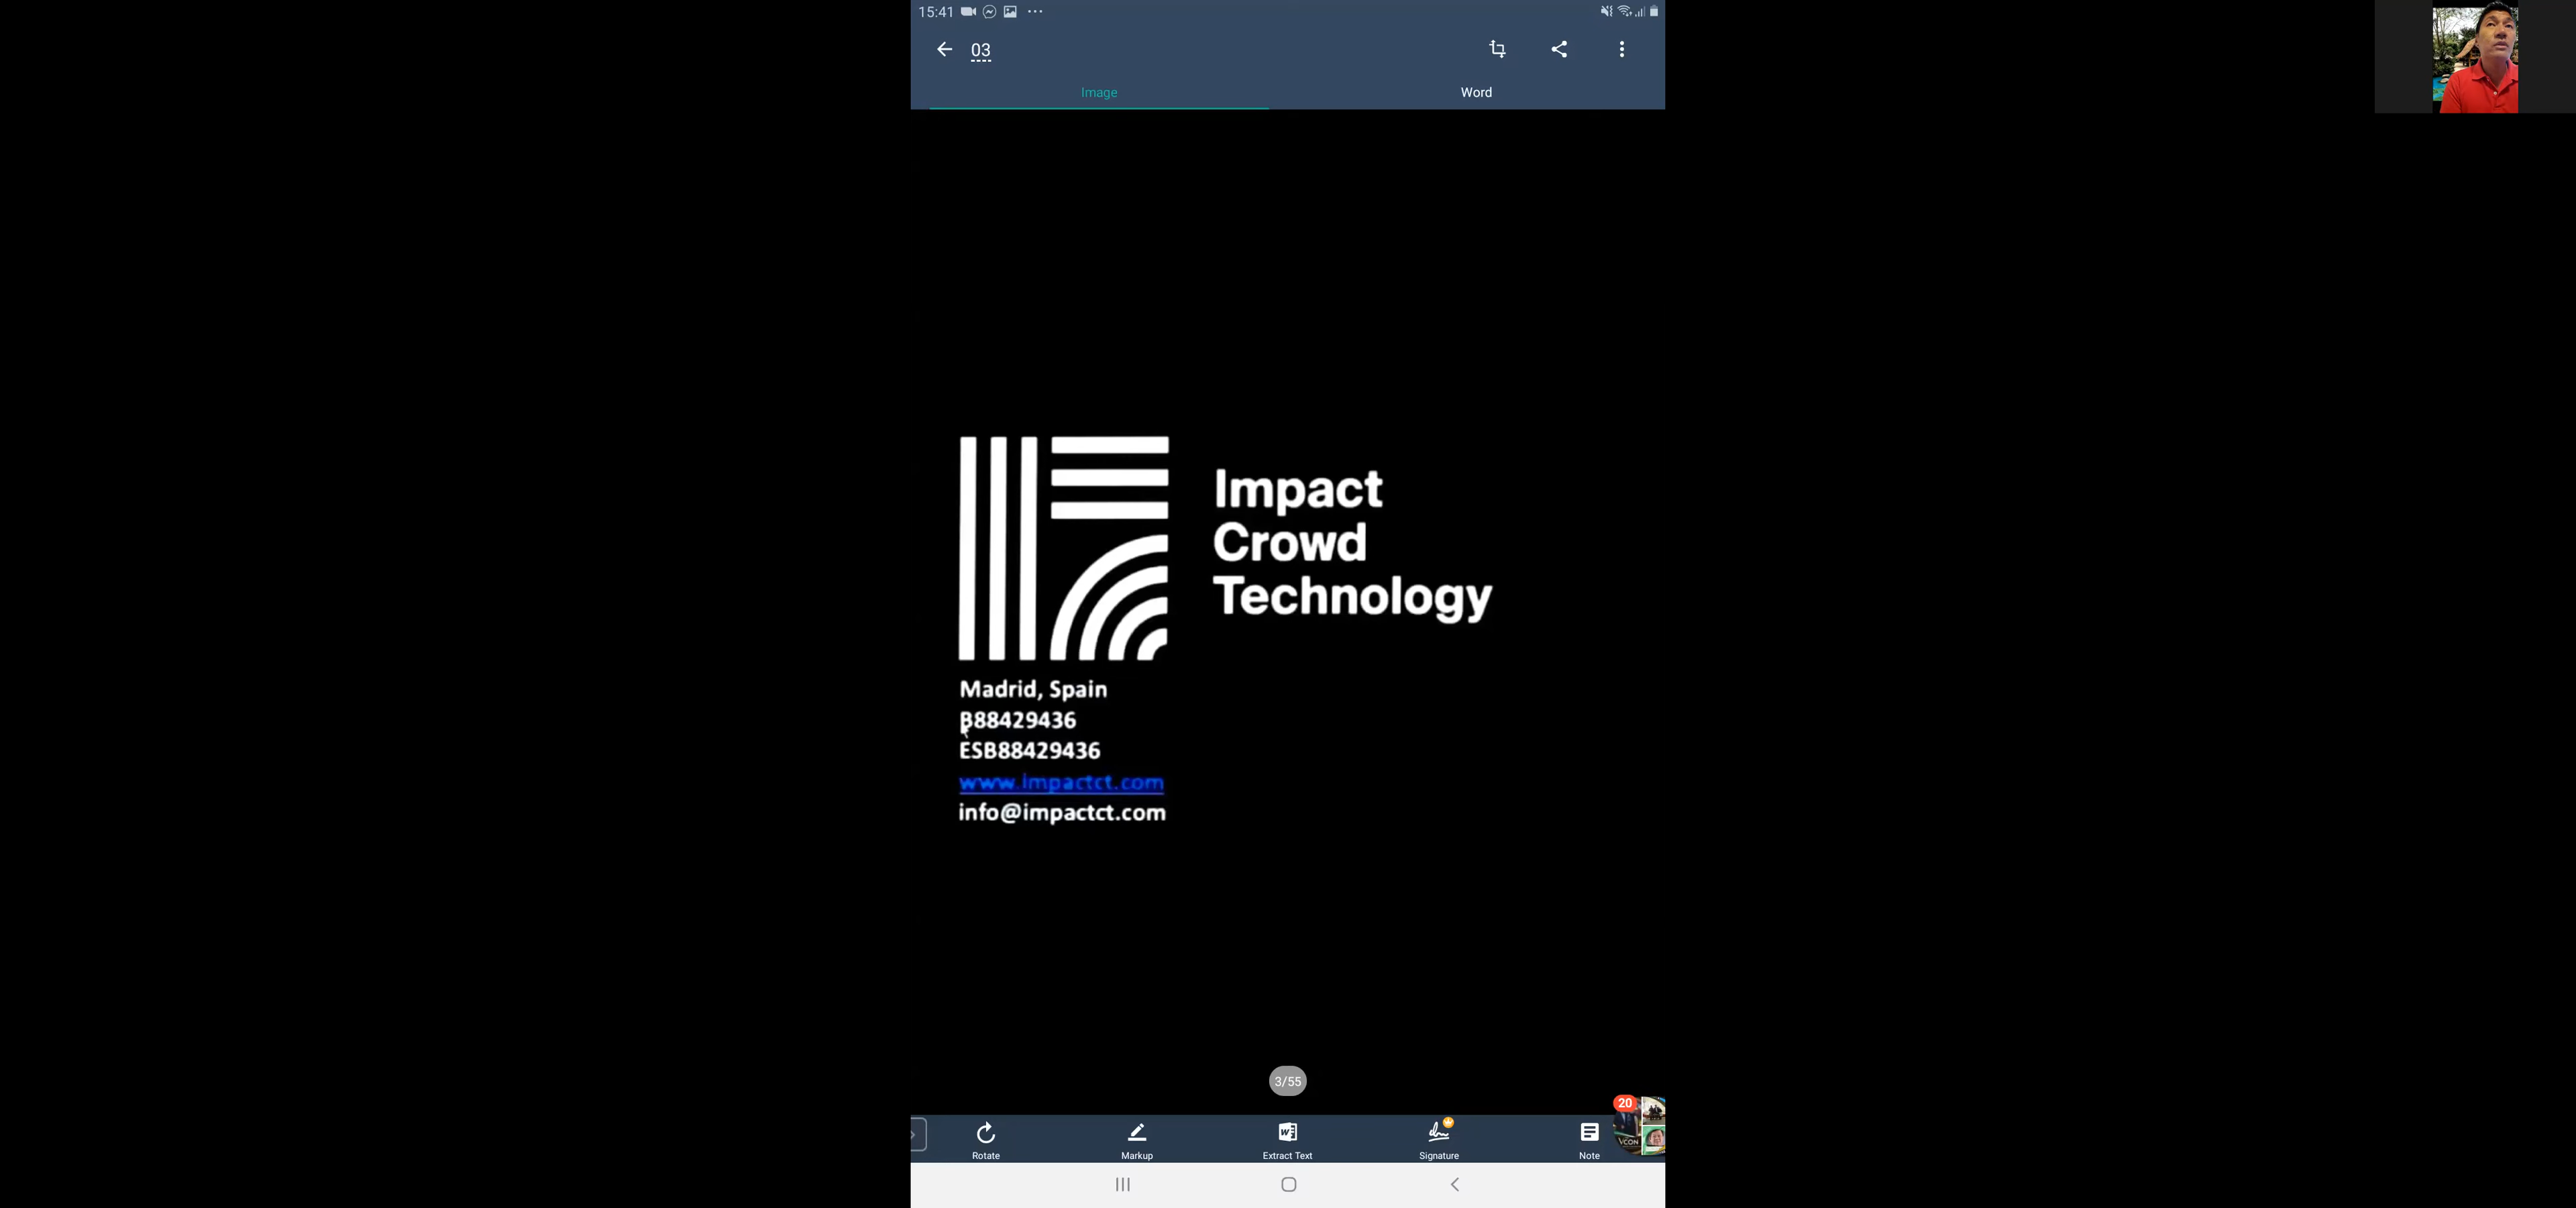 15:41
03
Image
Word
Impact
Crowd
Technology
Madrid, Spain
B88429436
ESB88429436
www.impactct.com
info@impactct.com
3/55
20
VCON
Rotate
Markup
Extract Text
Signature
Note